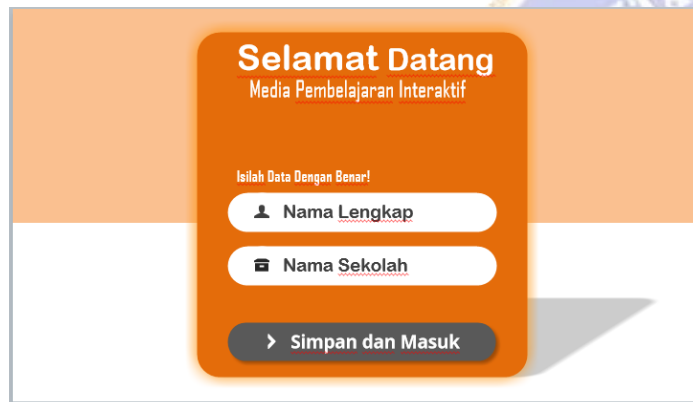 Selamat Datang
Media Pembelajaran Interaktif
Isilah Data Dengan Benar!
Nama Lengkap
Nama Sekolah
Simpan dan Masuk